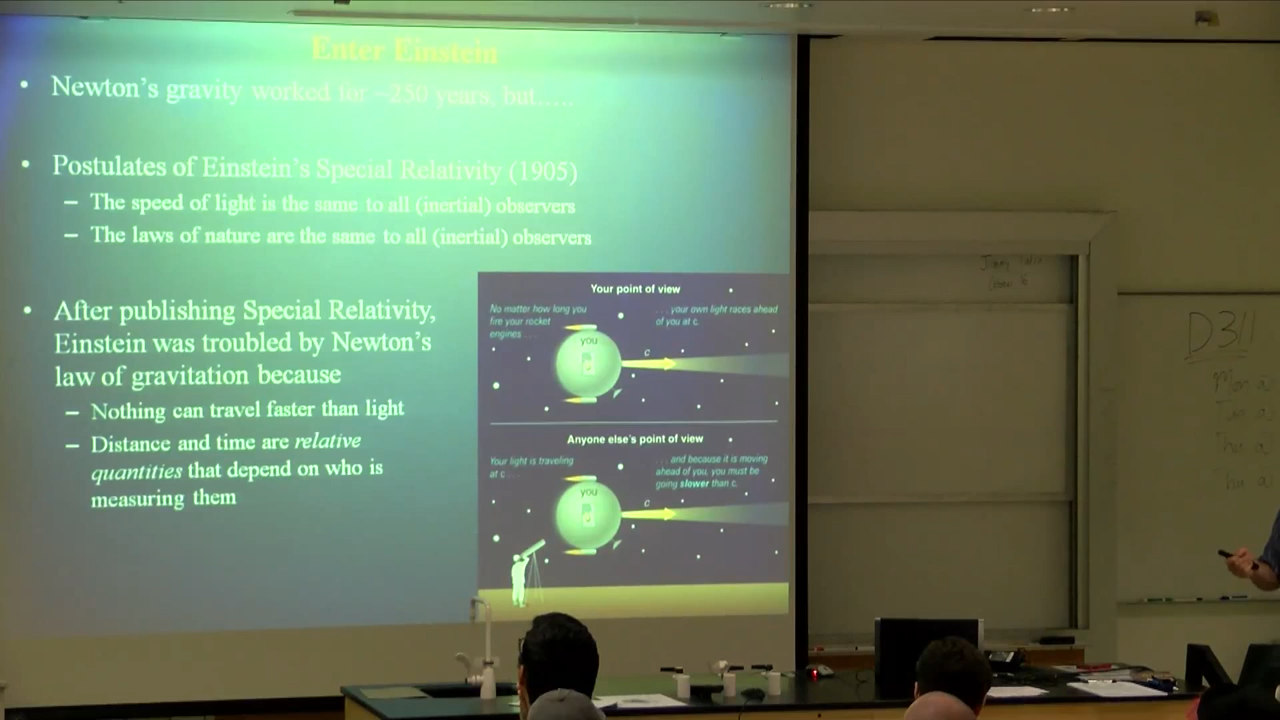 Enter Einstein
• Newton's gravity worked for ~250 years, but.....
• Postulates of Einstein's Special Relativity (1905)
– The speed of light is the same to all (inertial) observers
– The laws of nature are the same to all (inertial) observers
• After publishing Special Relativity,
Einstein was troubled by Newton's
law of gravitation because
– Nothing can travel faster than light
– Distance and time are relative
quantities that depend on who is
measuring them
Your point of view
No matter how long you
fire your rocket
engines . . .
. . . your own light races ahead
of you at c.
you
c
Anyone else's point of view
Your light is traveling
at c . . .
. . . and because it is moving
ahead of you, you must be
going slower than c.
you
c
D311